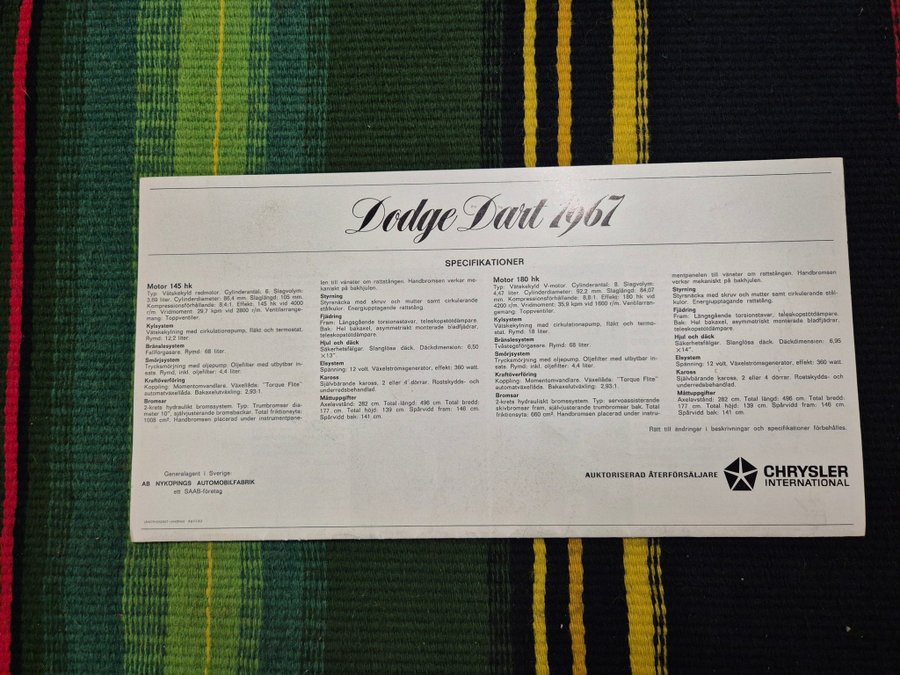 Dodge Dart 1967
SPECIFIKATIONER
Motor 145 hk
Typ: Vätskekyld radmotor. Cylinderantal: 6. Slagvolym:
3,69 liter. Cylinderdiameter: 86,4 mm. Slaglängd: 105 mm.
Kompressionsförhållande: 8,4:1. Effekt: 145 hk vid 4000
r/m. Vridmoment: 29,7 kpm vid 2800 r/m. Ventilarrange-
mang: Toppventiler.
Kylsystem
Vätskekylning med cirkulationspump, fläkt och termostat.
Rymd: 12,2 liter.
Bränslesystem
Fallförgasare. Rymd: 68 liter.
Smörjsystem
Trycksmörjning med oljepump. Oljefilter med utbytbar in-
sats. Rymd, inkl. oljefilter: 4,4 liter.
Kraftöverföring
Koppling: Momentomvandlare. Växellåda: "Torque Flite"
automatväxellåda. Bakaxelutväxling: 2,93:1.
Bromsar
2-krets hydrauliskt bromssystem. Typ: Trumbromsar dia-
meter 10", självjusterande bromsbackar. Total friktionsyta:
cm². Handbromsen placerad under instrumentpane-
len till vänster om rattstången. Handbromsen verkar me-
kaniskt på bakhjulen.
Styrning
Styrsnäcka med skruv och mutter samt cirkulerande
stålkulor. Energiupptagande rattstång.
Fjädring
Fram: Långsgående torsionsstavar, teleskopstötdämpare.
Bak: Hel bakaxel, asymmetriskt monterade bladfjädrar,
teleskopstötdämpare.
Hjul och däck
Säkerhetsfälgar. Slanglösa däck. Däckdimension: 6,50
×13".
Elsystem
Spänning: 12 volt. Växelströmsgenerator, effekt: 360 watt.
Kaross
Självbärande kaross, 2 eller 4 dörrar. Rostskydds- och
underredsbehandlad.
Måttuppgifter
Axelavstånd: 282 cm. Total längd: 496 cm. Total bredd:
177 cm. Total höjd: 139 cm. Spårvidd fram: 146 cm.
Spårvidd bak: 141 cm.
Motor 180 hk
Typ: Vätskekyld V-motor. Cylinderantal: 8. Slagvolym:
4,47 liter. Cylinderdiameter: 92,2 mm. Slaglängd: 84,07
mm. Kompressionsförhållande: 8,8:1. Effekt: 180 hk vid
4200 r/m. Vridmoment: 35,9 kpm vid 1600 r/m. Ventilarran-
gemang: Toppventiler.
Kylsystem
Vätskekylning med cirkulationspump, fläkt och termo-
stat. Rymd: 18 liter.
Bränslesystem
Tvåstegsförgasare. Rymd: 68 liter.
Smörjsystem
Trycksmörjning med oljepump. Oljefilter med utbytbar in-
sats. Rymd, inkl. oljefilter: 4,4 liter.
Kraftöverföring
Koppling: Momentomvandlare. Växellåda: "Torque Flite"
automatväxellåda. Bakaxelutväxling: 2,93:1.
Bromsar
2-krets hydrauliskt bromssystem. Typ: servoassisterande
skivbromsar fram, självjusterande trumbromsar bak. Total
friktionsyta: 660 cm². Handbromsen placerad under instru-
mentpanelen till vänster om rattstången. Handbromsen
verkar mekaniskt på bakhjulen.
Styrning
Styrsnäcka med skruv och mutter samt cirkulerande stål-
kulor. Energiupptagande rattstång.
Fjädring
Fram: Långsgående torsionsstavar, teleskopstötdämpare.
Bak: Hel bakaxel, asymmetriskt monterade bladfjädrar,
teleskopstötdämpare.
Hjul och däck
Säkerhetsfälgar. Slanglösa däck. Däckdimension: 6,95
×14".
Elsystem
Spänning: 12 volt. Växelströmsgenerator, effekt: 360 watt.
Kaross
Självbärande kaross, 2 eller 4 dörrar. Rostskydds- och
underredsbehandlad.
Måttuppgifter
Axelavstånd: 282 cm. Total längd: 496 cm. Total bredd:
177 cm. Total höjd: 139 cm. Spårvidd fram: 146 cm.
Spårvidd bak: 141 cm.
Rätt till ändringar i beskrivningar och specifikationer förbehålles.
Generalagent i Sverige:
AB NYKÖPINGS AUTOMOBILFABRIK
ett SAAB-företag
AUKTORISERAD ÅTERFÖRSÄLJARE
CHRYSLER
INTERNATIONAL